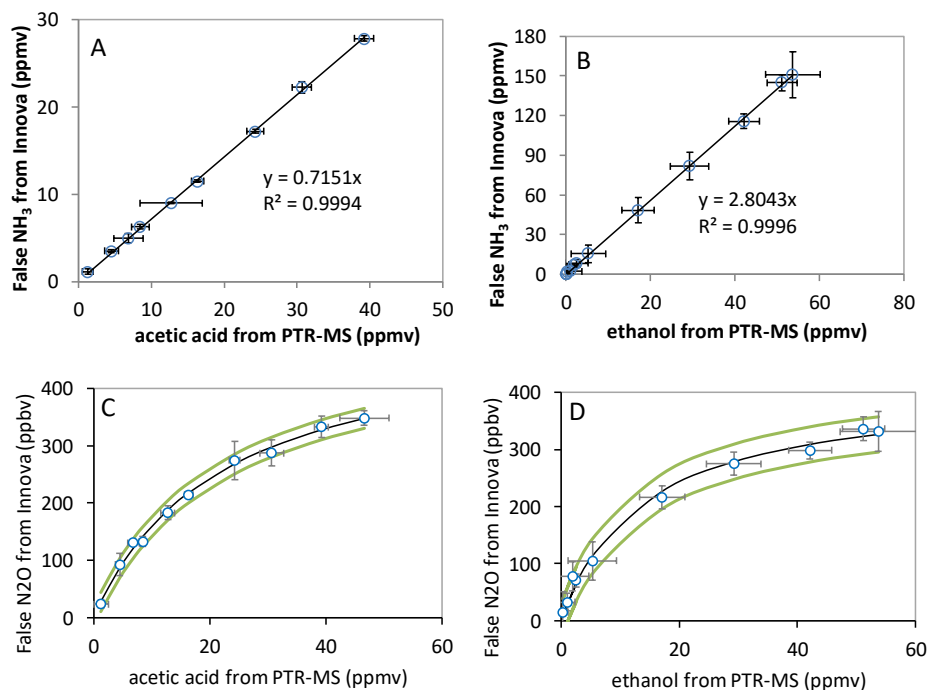 A
False NH3 from Innova (ppmv)
30
20
10
0
0 10 20 30 40 50
y = 0.7151x
R² = 0.9994
acetic acid from PTR-MS (ppmv)
B
False NH3 from Innova (ppmv)
180
150
120
90
60
30
0
0 20 40 60 80
y = 2.8043x
R² = 0.9996
ethanol from PTR-MS (ppmv)
C
False N2O from Innova (ppbv)
400
300
200
100
0
0 20 40 60
acetic acid from PTR-MS (ppmv)
D
False N2O from Innova (ppbv)
400
300
200
100
0
0 20 40 60
ethanol from PTR-MS (ppmv)